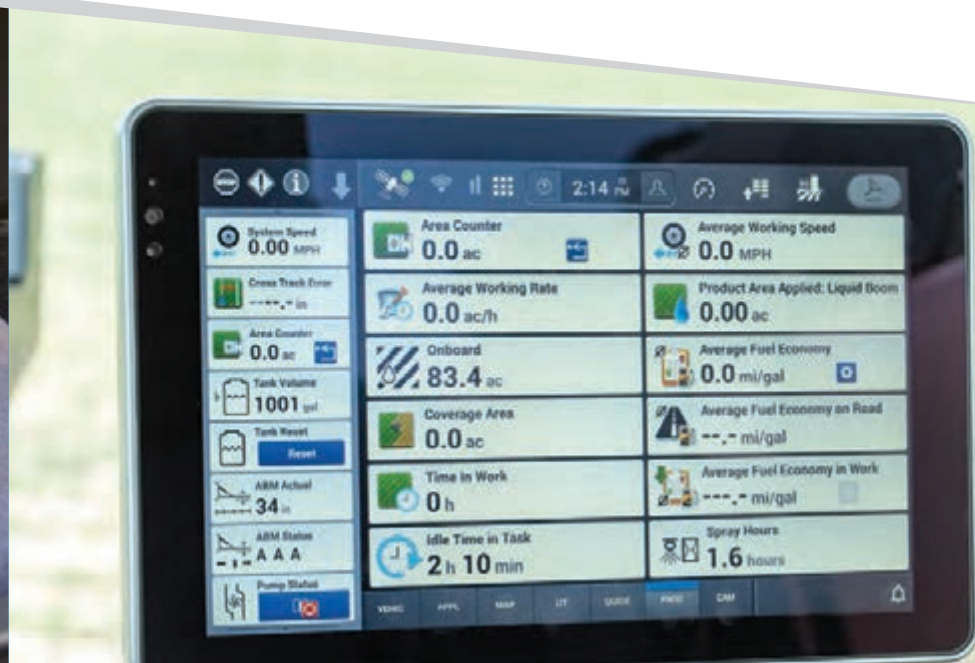 STOP
2:14 PM
System Speed
0.00 MPH
Cross Track Error
---.- in
Area Counter
0.0 ac
Tank Volume
1001 gal
Tank Reset
Reset
ABM Actual
34 in
ABM Status
A A A
Pump Status
Area Counter
0.0 ac
Average Working Rate
0.0 ac/h
Onboard
83.4 ac
Coverage Area
0.0 ac
Time in Work
0 h
Idle Time in Task
2 h 10 min
Average Working Speed
0.0 MPH
Product Area Applied: Liquid Boom
0.00 ac
Average Fuel Economy
0.0 mi/gal
Average Fuel Economy on Road
--.- mi/gal
Average Fuel Economy in Work
---.- mi/gal
Spray Hours
1.6 hours
VEHIC APPL MAP UT GUIDE CAM